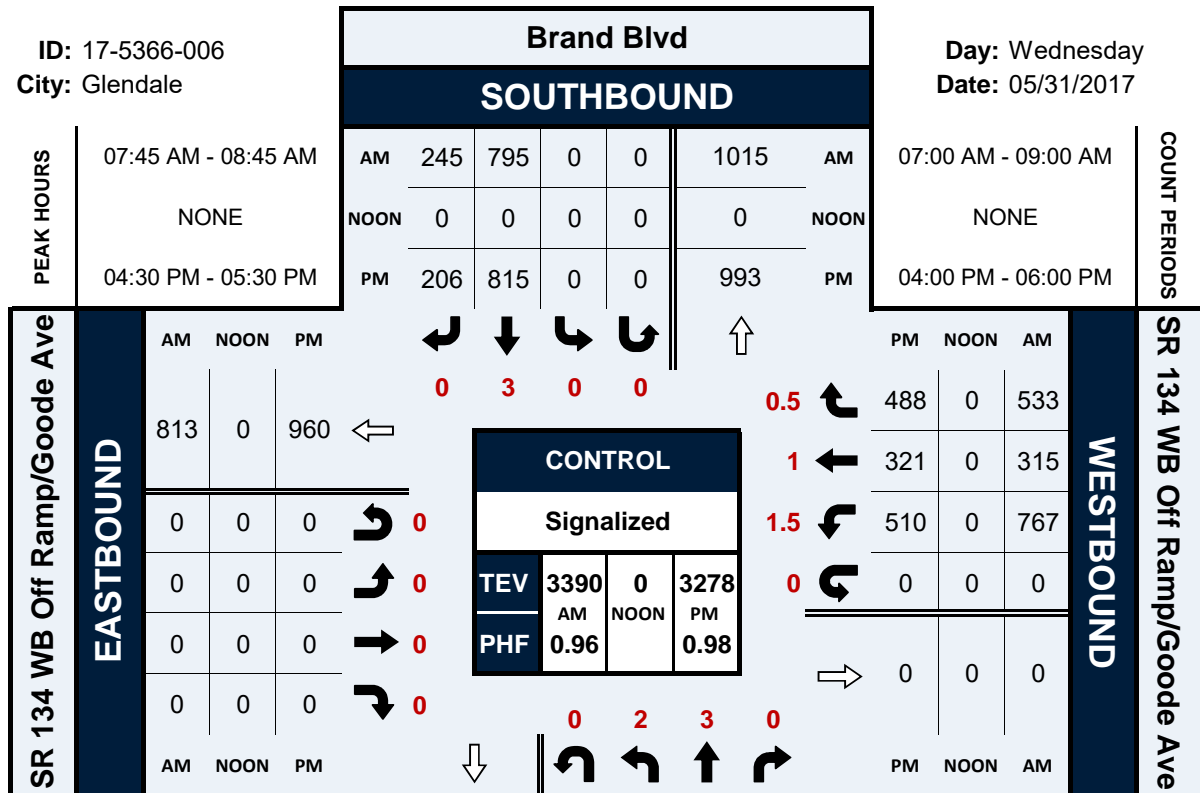 ID: 17-5366-006
City: Glendale
Brand Blvd
SOUTHBOUND
Day: Wednesday
Date: 05/31/2017
PEAK HOURS
07:45 AM - 08:45 AM
NONE
04:30 PM - 05:30 PM
AM 245 795 0 0 1015 AM
NOON 0 0 0 0 0 NOON
PM 206 815 0 0 993 PM
07:00 AM - 09:00 AM
NONE
04:00 PM - 06:00 PM
COUNT PERIODS
SR 134 WB Off Ramp/Goode Ave
EASTBOUND
AM NOON PM
813 0 960
0 0 0 0
0 0 0 0
0 0 0 0
0 0 0 0
AM NOON PM
0 3 0 0
CONTROL
Signalized
TEV 3390 0 3278
AM NOON PM
PHF 0.96 0.98
0 2 3 0
PM NOON AM
0.5 488 0 533
1 321 0 315
1.5 510 0 767
0 0 0 0
0 0 0
PM NOON AM
WESTBOUND
SR 134 WB Off Ramp/Goode Ave